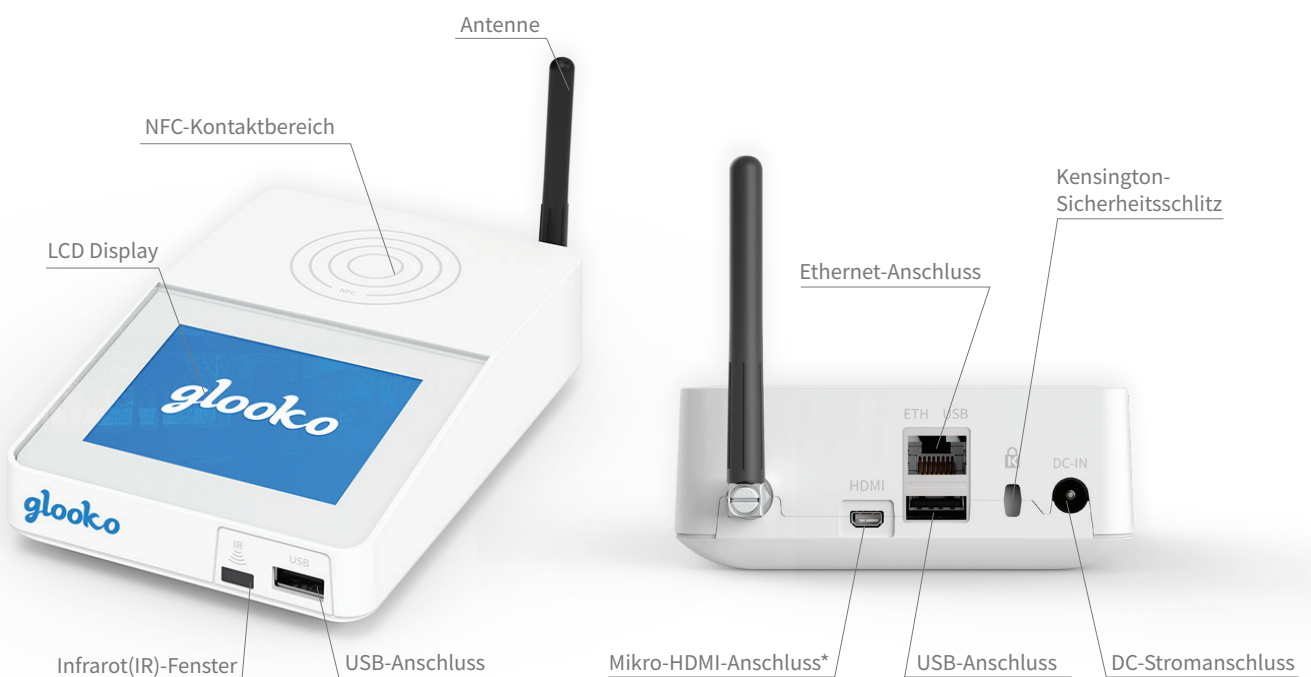 Antenne
NFC-Kontaktbereich
LCD Display
NFC
glooko
glooko
IR
USB
Infrarot(IR)-Fenster
USB-Anschluss
Kensington-
Sicherheitsschlitz
Ethernet-Anschluss
ETH USB
HDMI
K
DC-IN
Mikro-HDMI-Anschluss*
USB-Anschluss
DC-Stromanschluss